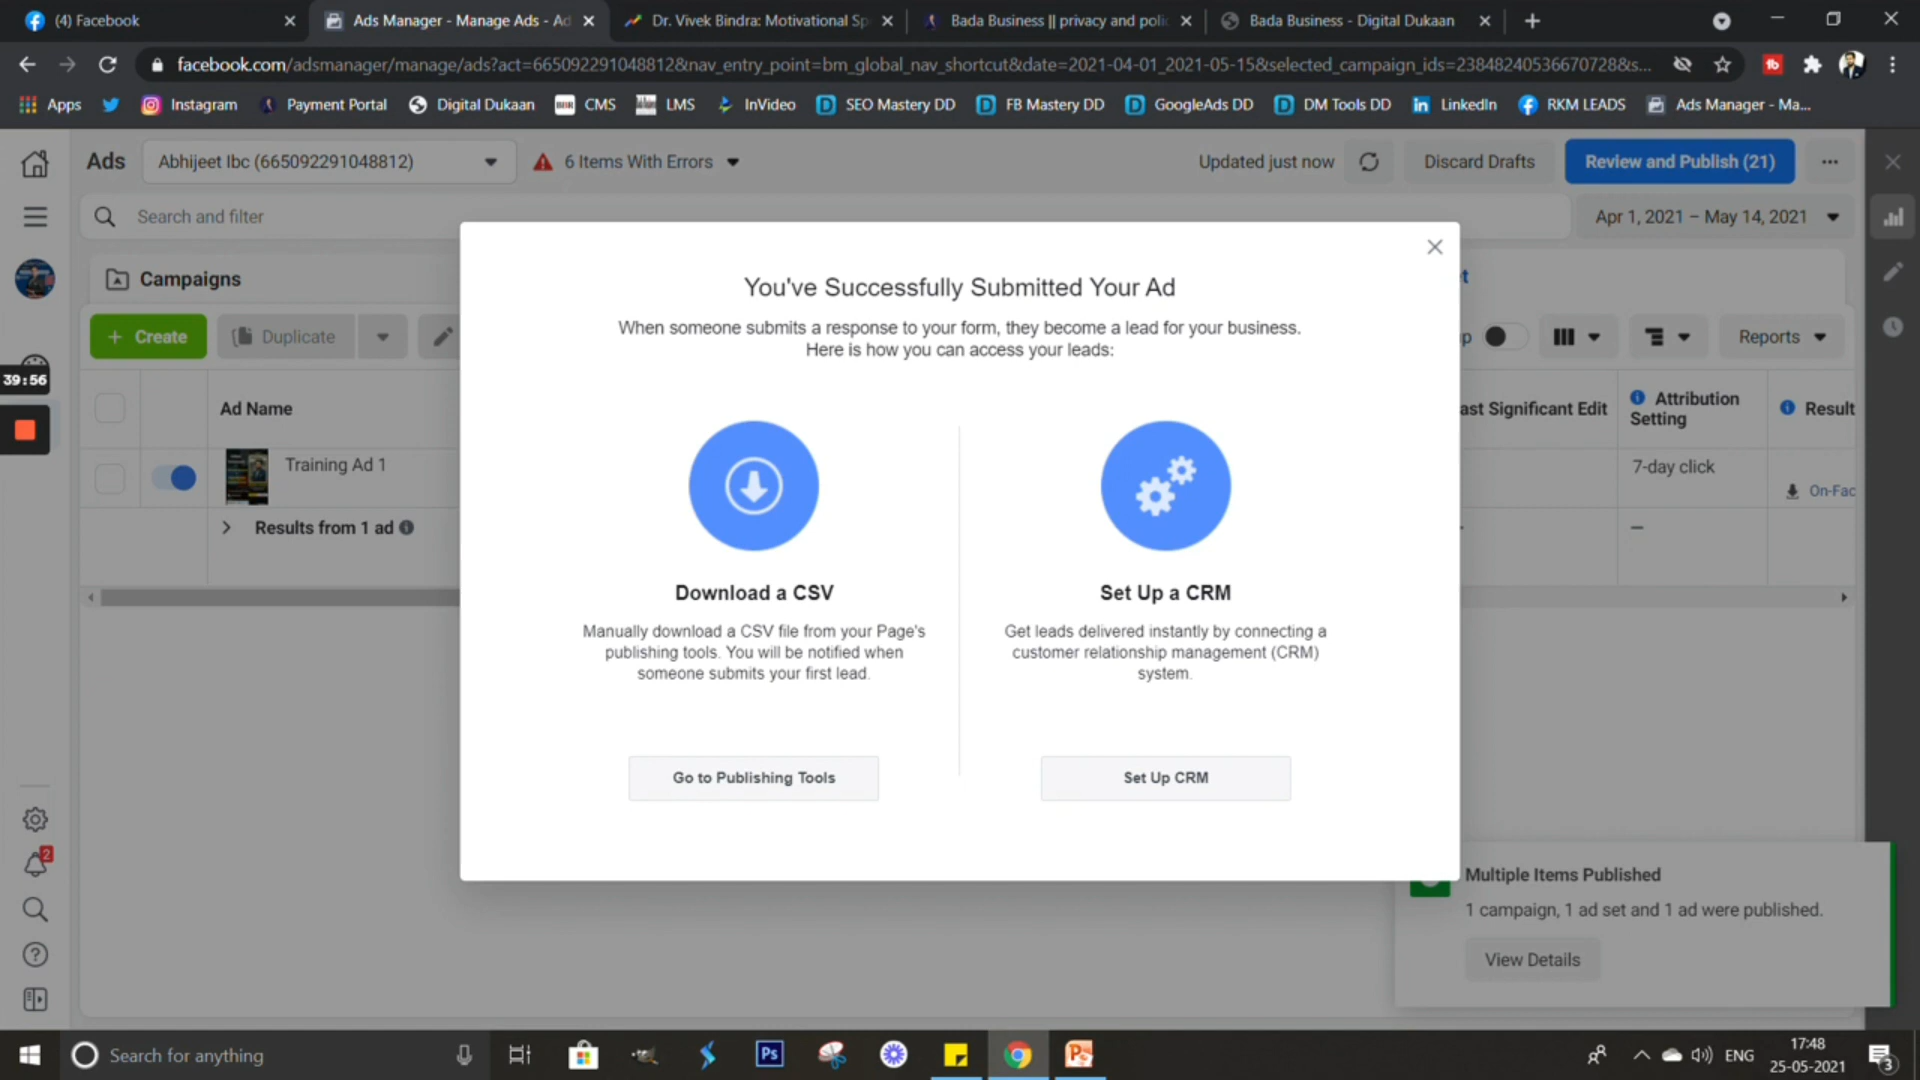 (4) Facebook
Ads Manager - Manage Ads - Ad
Dr. Vivek Bindra: Motivational Sp
Bada Business || privacy and polic
Bada Business - Digital Dukaan
facebook.com/adsmanager/manage/ads?act=665092291048812&nav_entry_point=bm_global_nav_shortcut&date=2021-04-01_2021-05-15&selected_campaign_ids=23848240536670728&s...
Apps
Instagram
Payment Portal
Digital Dukaan
CMS
LMS
InVideo
SEO Mastery DD
FB Mastery DD
GoogleAds DD
DM Tools DD
LinkedIn
RKM LEADS
Ads Manager - Ma...
Ads
Abhijeet Ibc (665092291048812)
6 Items With Errors
Updated just now
Discard Drafts
Review and Publish (21)
Search and filter
Apr 1, 2021 – May 14, 2021
Campaigns
t
Create
Duplicate
p
Reports
39:56
Ad Name
ast Significant Edit
Attribution
Setting
Result
Training Ad 1
7-day click
On-Fac
Results from 1 ad
You've Successfully Submitted Your Ad
When someone submits a response to your form, they become a lead for your business.
Here is how you can access your leads:
Download a CSV
Manually download a CSV file from your Page's
publishing tools. You will be notified when
someone submits your first lead.
Go to Publishing Tools
Set Up a CRM
Get leads delivered instantly by connecting a
customer relationship management (CRM)
system.
Set Up CRM
2
Multiple Items Published
1 campaign, 1 ad set and 1 ad were published.
View Details
Search for anything
Ps
ENG
17:48
25-05-2021
3